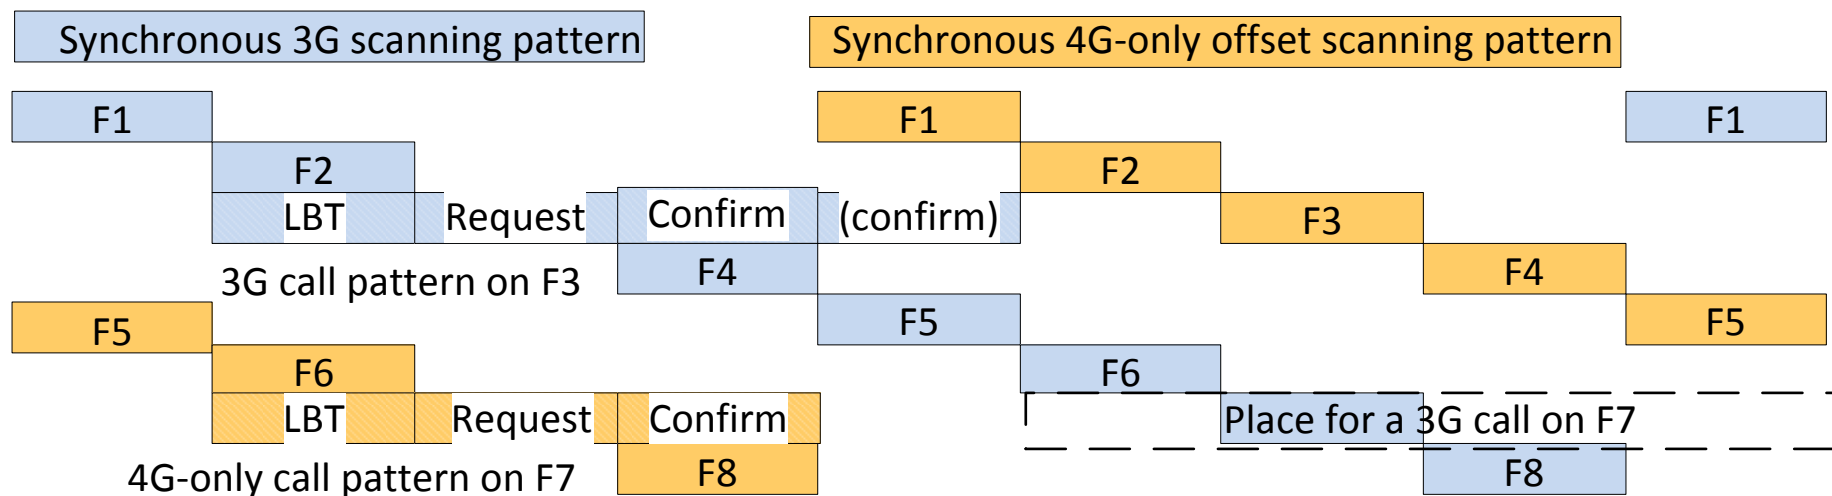 Synchronous 3G scanning pattern Synchronous 4G-only offset scanning pattern
F1 F1 F1
F2 F2
LBT Request Confirm (confirm) F3
3G call pattern on F3 F4 F4
F5 F5 F5
F6 F6
LBT Request Confirm Place for a 3G call on F7
4G-only call pattern on F7 F8 F8